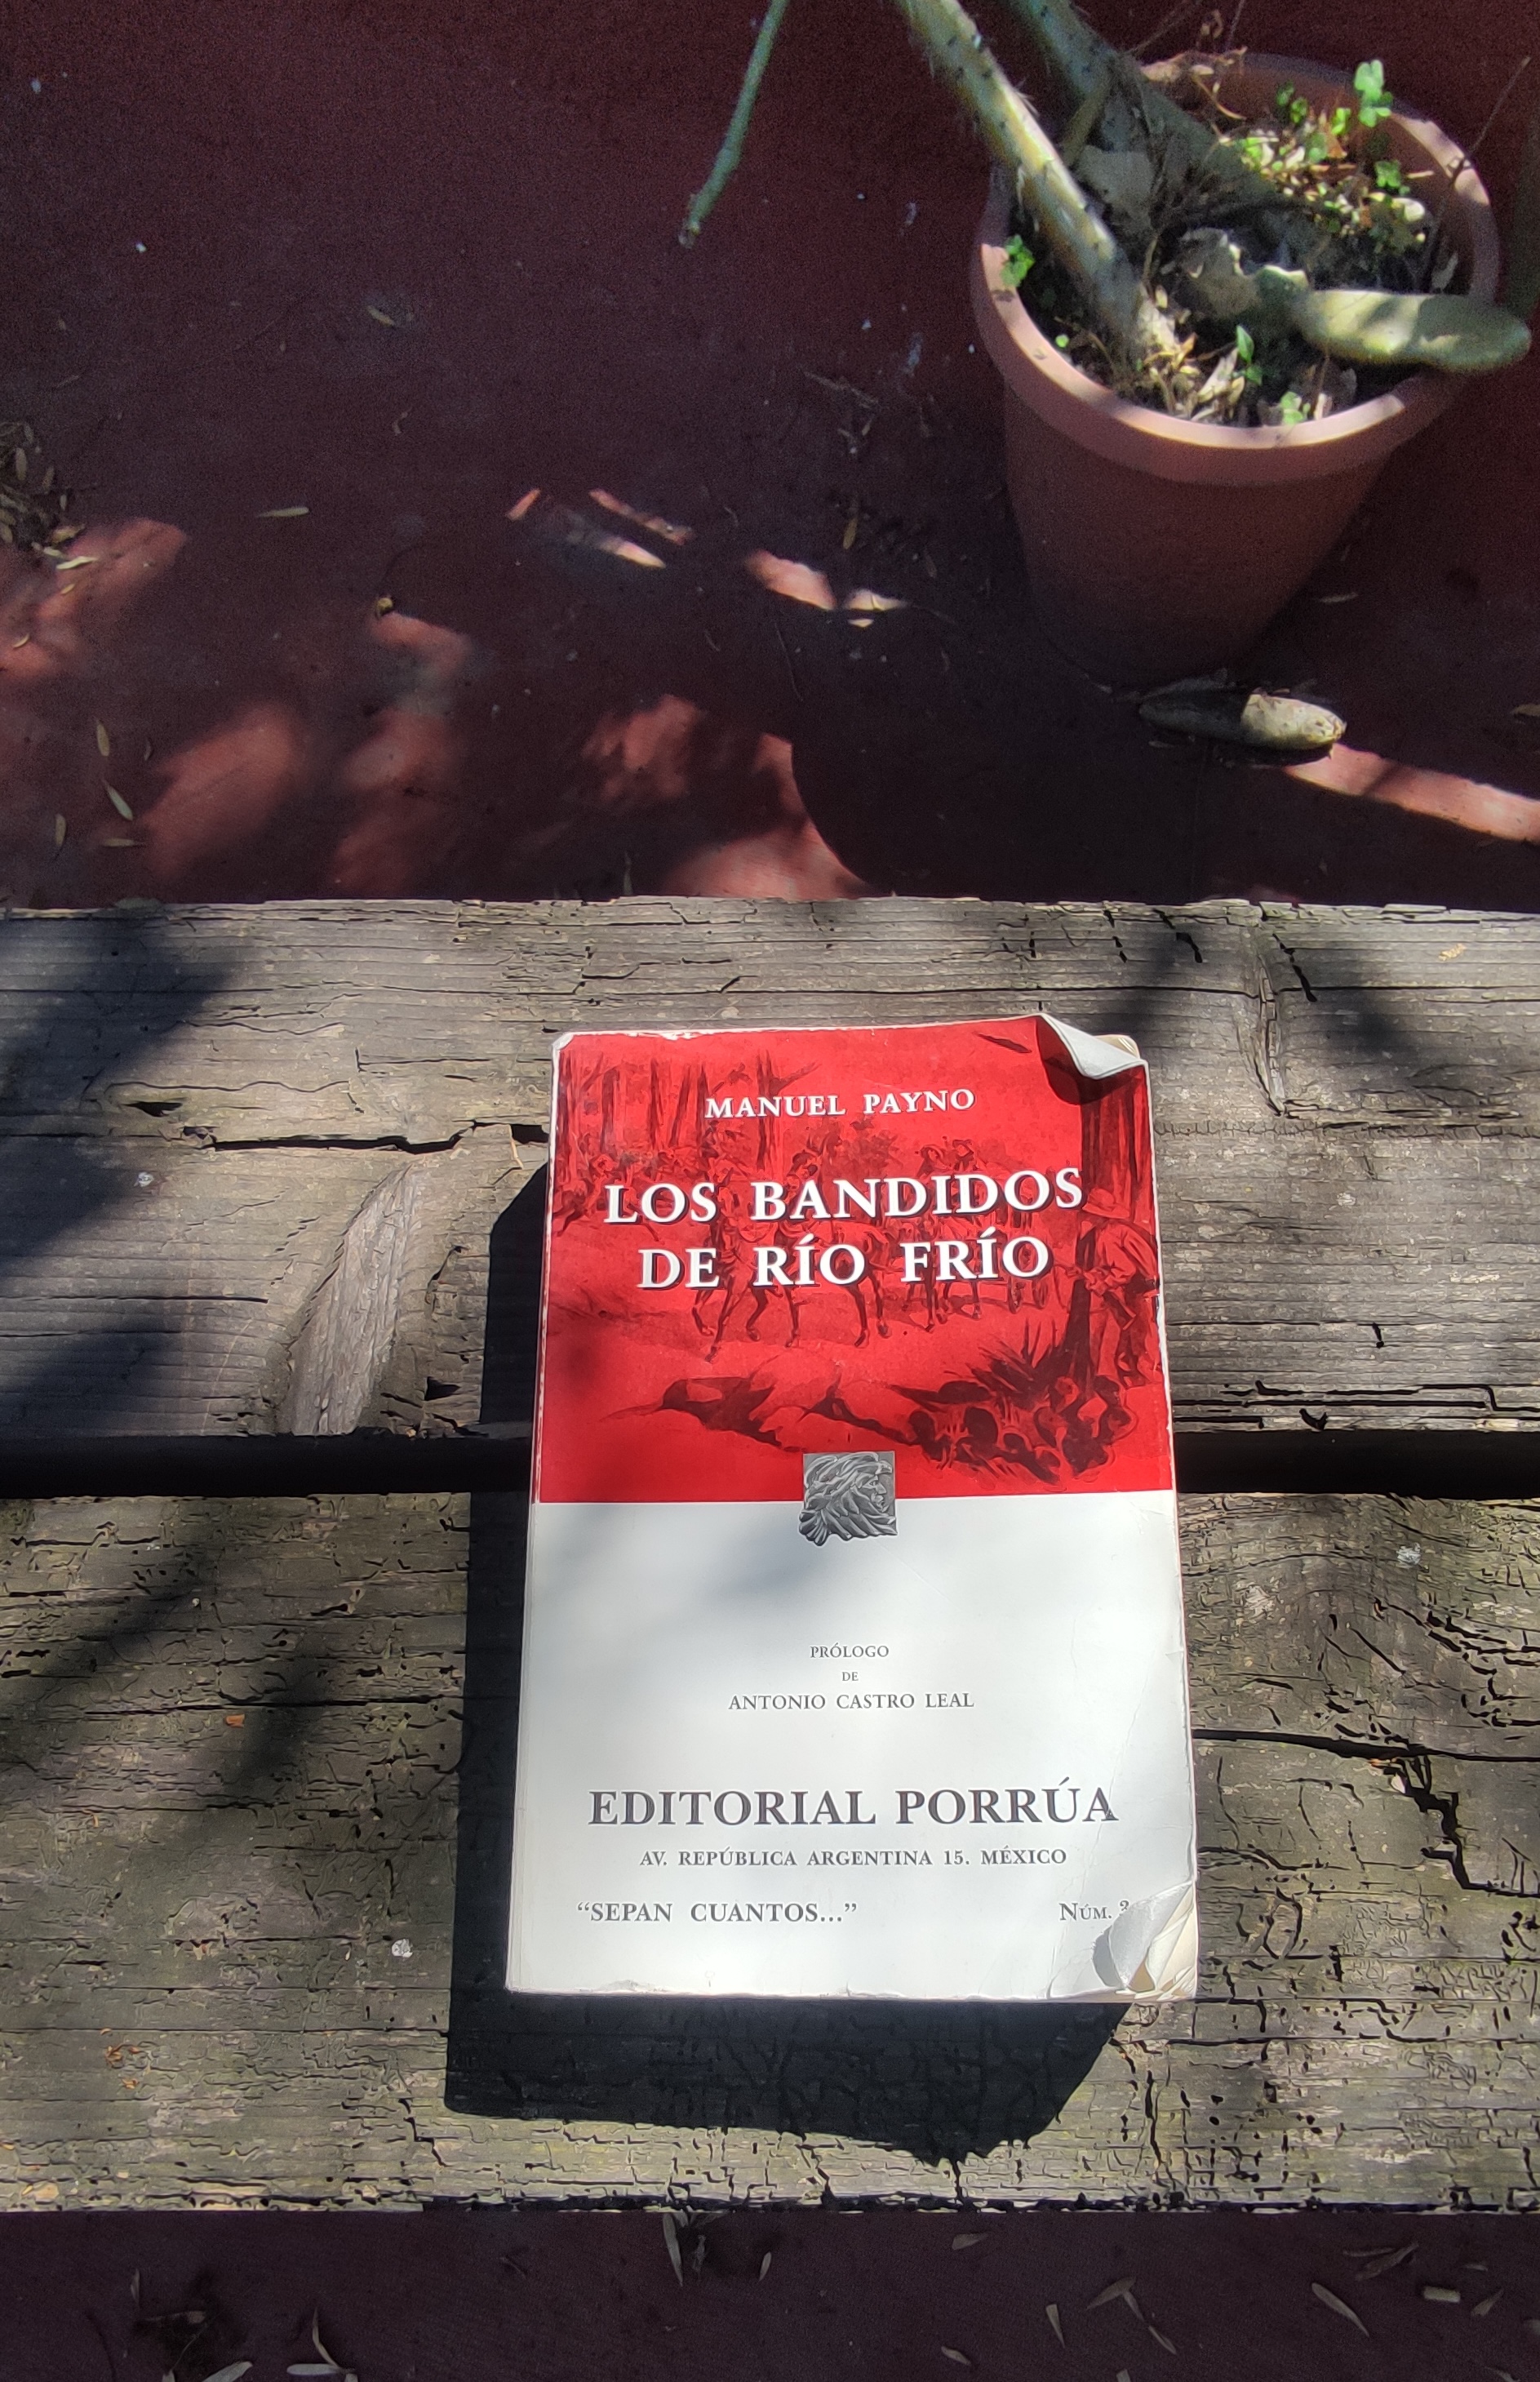 MANUEL PAYNO
LOS BANDIDOS
DE RÍO FRÍO
PRÓLOGO
DE
ANTONIO CASTRO LEAL
EDITORIAL PORRÚA
AV. REPÚBLICA ARGENTINA 15. MÉXICO
“SEPAN CUANTOS...” NÚM.